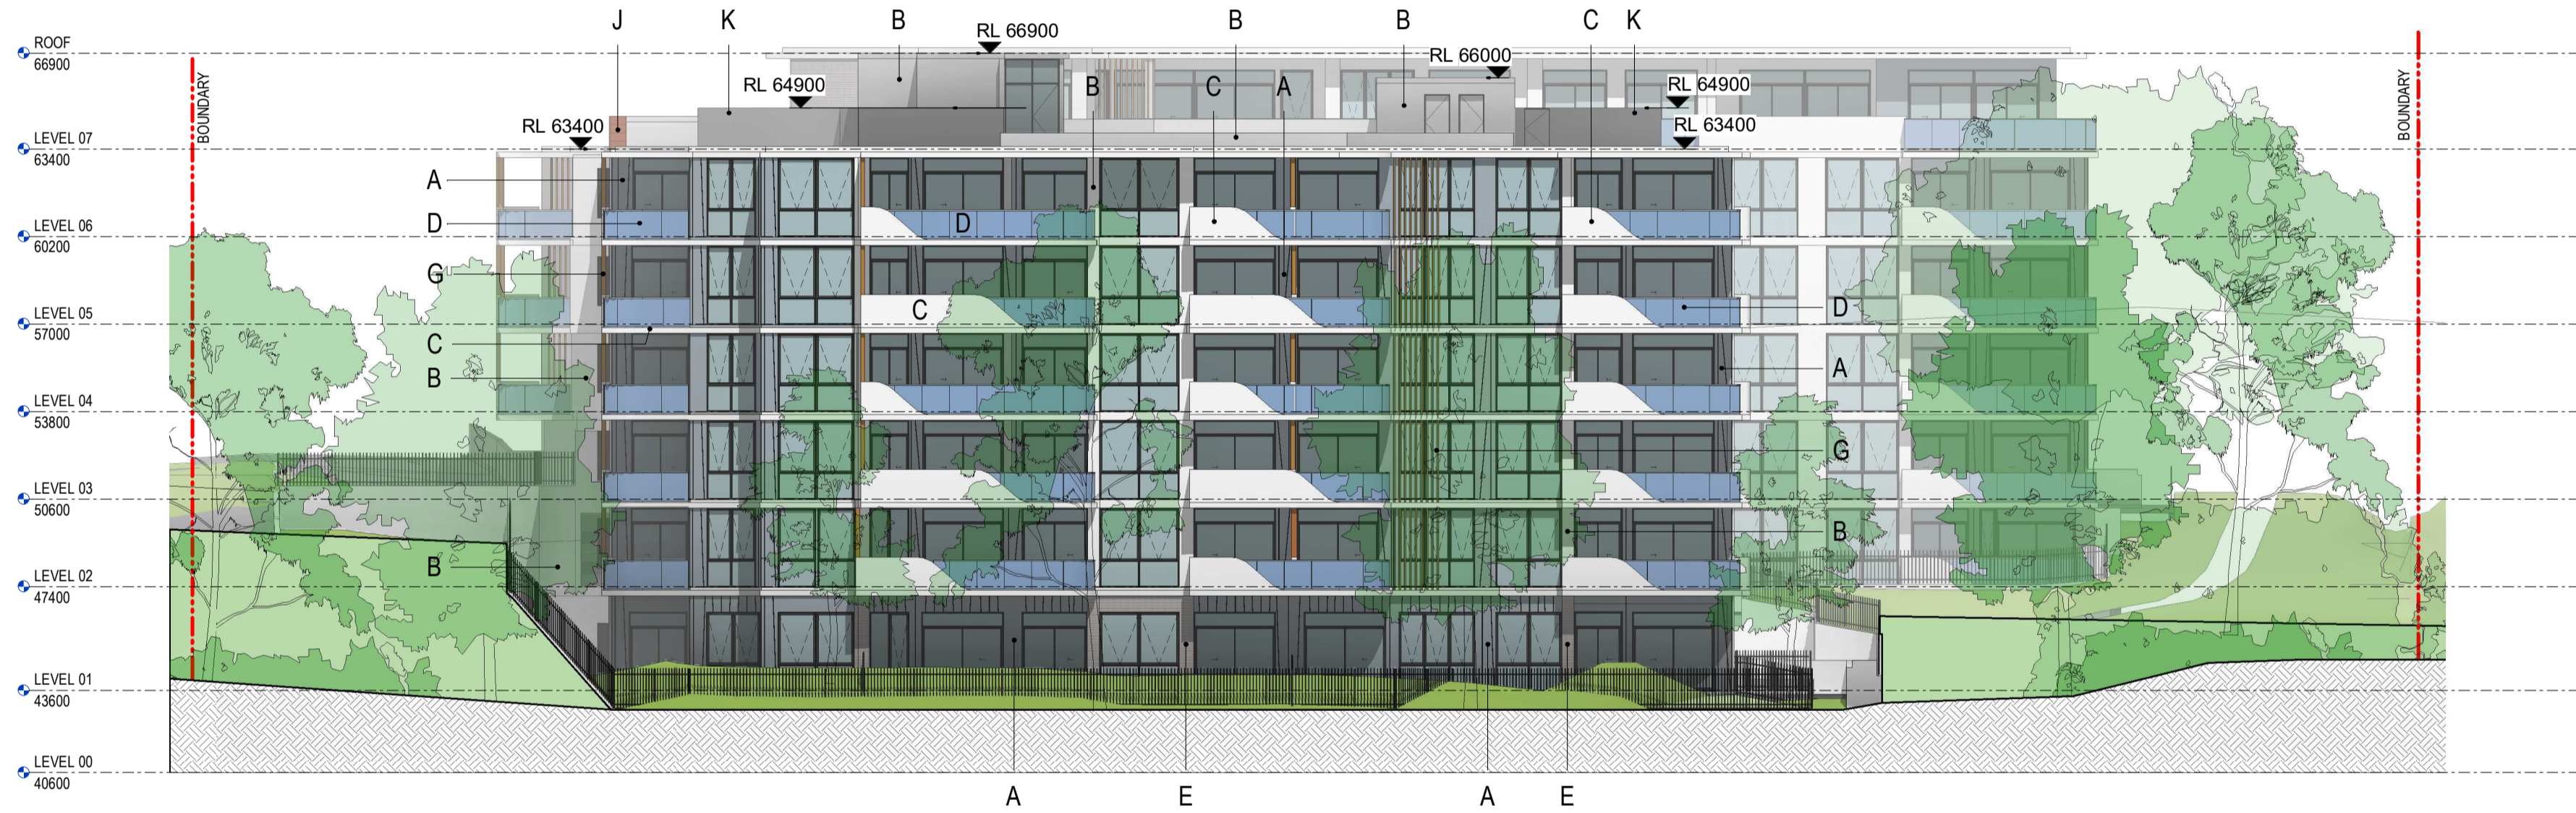 J K B B B C K
RL 66900
ROOF
66900
RL 66000
RL 64900
B C A
RL 64900
BOUNDARY
BOUNDARY
RL 63400
RL 63400
LEVEL 07
63400
A
D D
LEVEL 06
60200
G
C D
LEVEL 05
57000
C
A
B
LEVEL 04
53800
G
LEVEL 03
50600
B
B
LEVEL 02
47400
LEVEL 01
43600
LEVEL 00
40600
A E A E